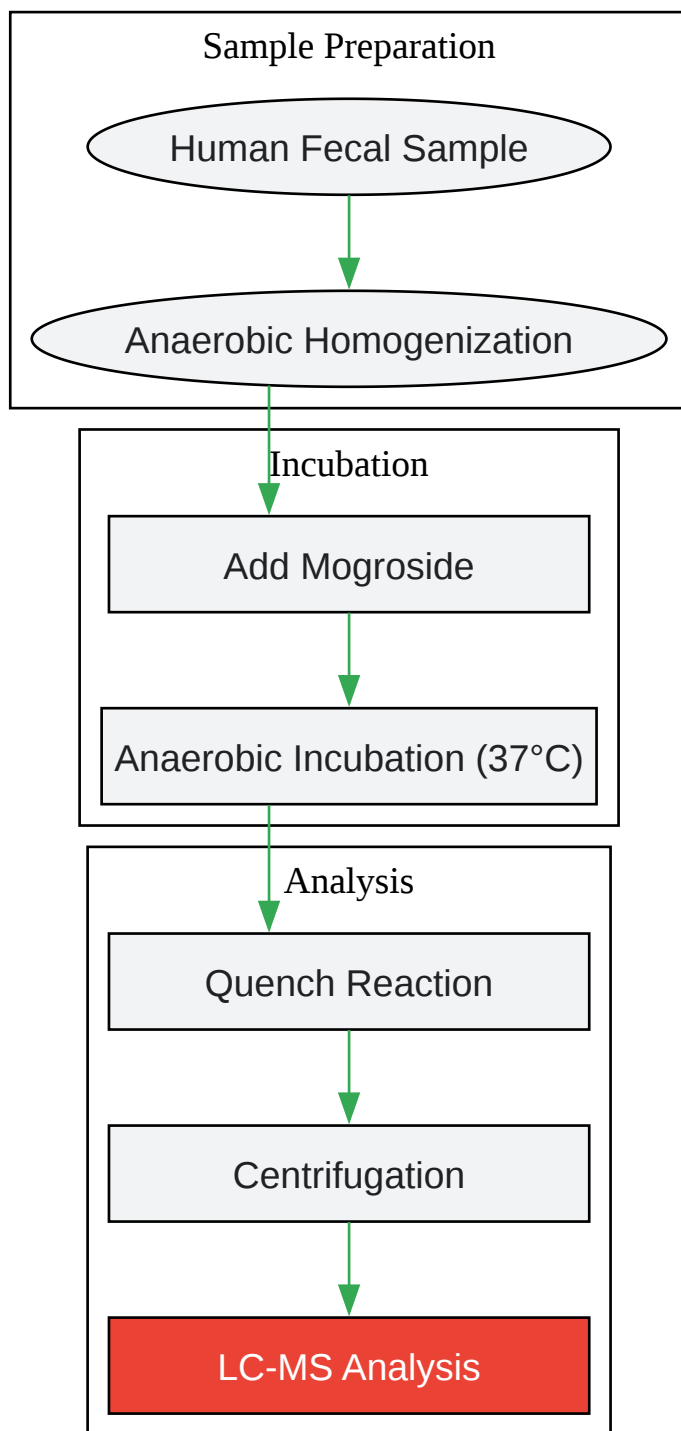 Sample Preparation
Human Fecal Sample
Anaerobic Homogenization
Incubation
Add Mogroside
Anaerobic Incubation (37°C)
Analysis
Quench Reaction
Centrifugation
LC-MS Analysis